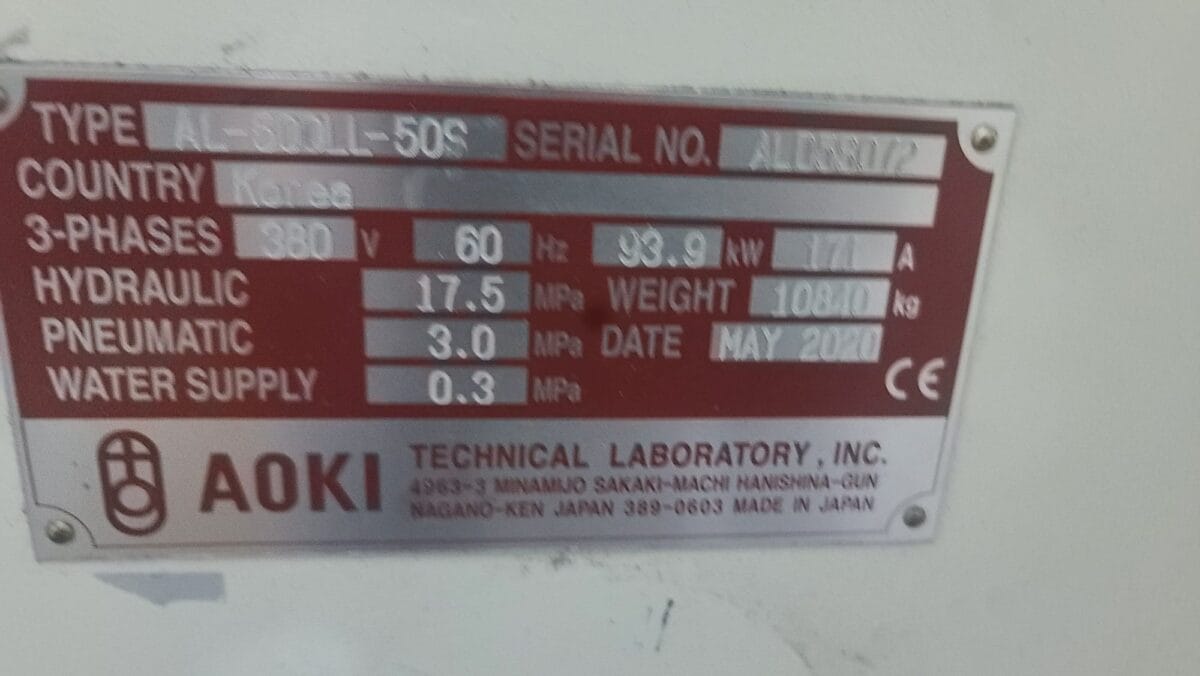 TYPE AL-500LL-50S SERIAL NO.
COUNTRY Korea
3-PHASES 380 V 60 Hz 93.9 kW 171 A
HYDRAULIC 17.5 MPa WEIGHT 10840 kg
PNEUMATIC 3.0 MPa DATE MAY 2020
WATER SUPPLY 0.3 MPa CE
AOKI TECHNICAL LABORATORY, INC.
4963-3 MINAMIJO SAKAKI-MACHI HANISHINA-GUN
NAGANO-KEN JAPAN 389-0603 MADE IN JAPAN